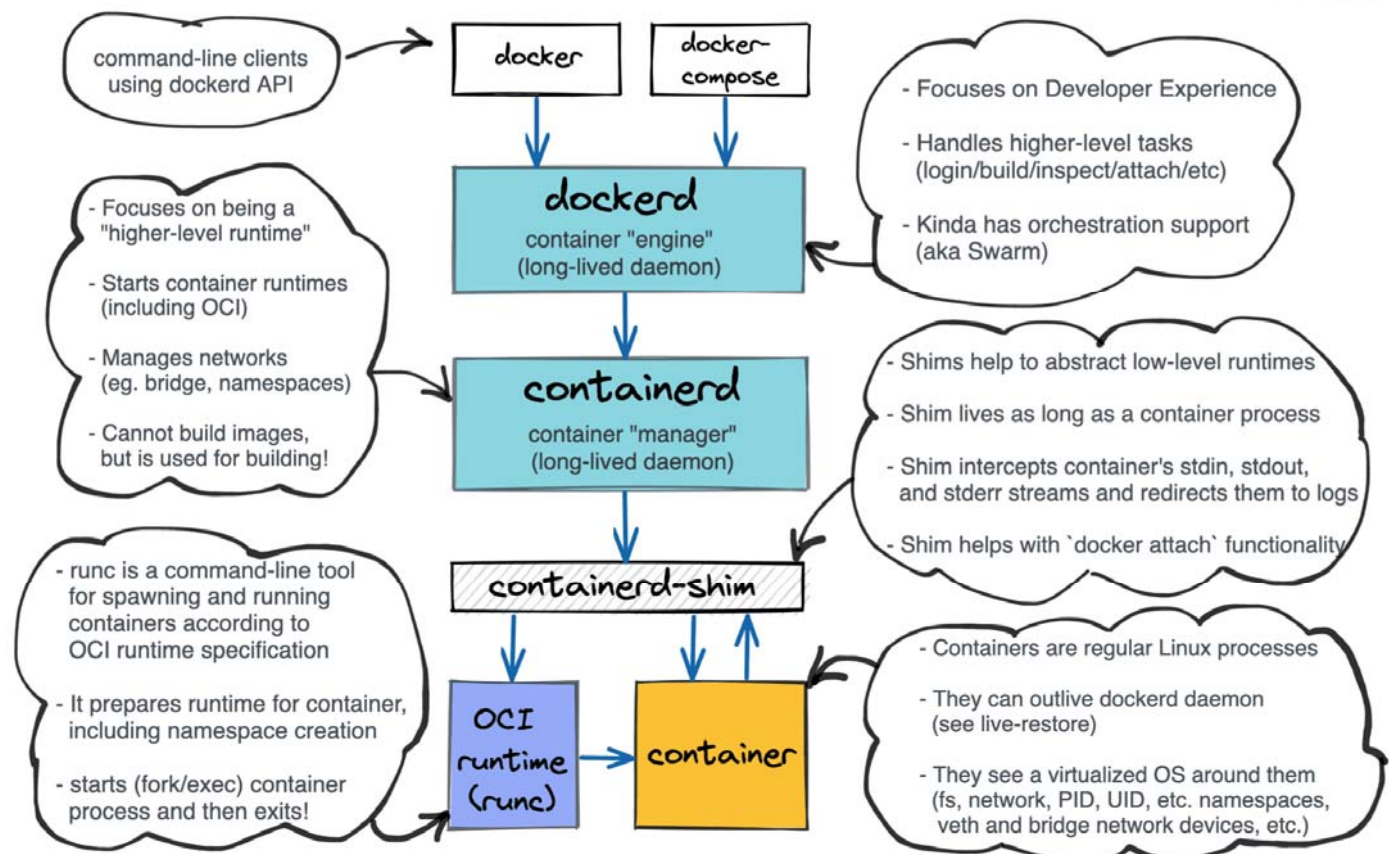 command-line clients
using dockerd API
docker
docker-
compose
- Focuses on Developer Experience
- Handles higher-level tasks
(login/build/inspect/attach/etc)
- Kinda has orchestration support
(aka Swarm)
dockerd
container "engine"
(long-lived daemon)
- Focuses on being a
"higher-level runtime"
- Starts container runtimes
(including OCI)
- Manages networks
(eg. bridge, namespaces)
- Cannot build images,
but is used for building!
containerd
container "manager"
(long-lived daemon)
- Shims help to abstract low-level runtimes
- Shim lives as long as a container process
- Shim intercepts container's stdin, stdout,
and stderr streams and redirects them to logs
- Shim helps with `docker attach` functionality
containerd-shim
- runc is a command-line tool
for spawning and running
containers according to
OCI runtime specification
- It prepares runtime for container,
including namespace creation
- starts (fork/exec) container
process and then exits!
OCI
runtime
(runc)
container
- Containers are regular Linux processes
- They can outlive dockerd daemon
(see live-restore)
- They see a virtualized OS around them
(fs, network, PID, UID, etc. namespaces,
veth and bridge network devices, etc.)